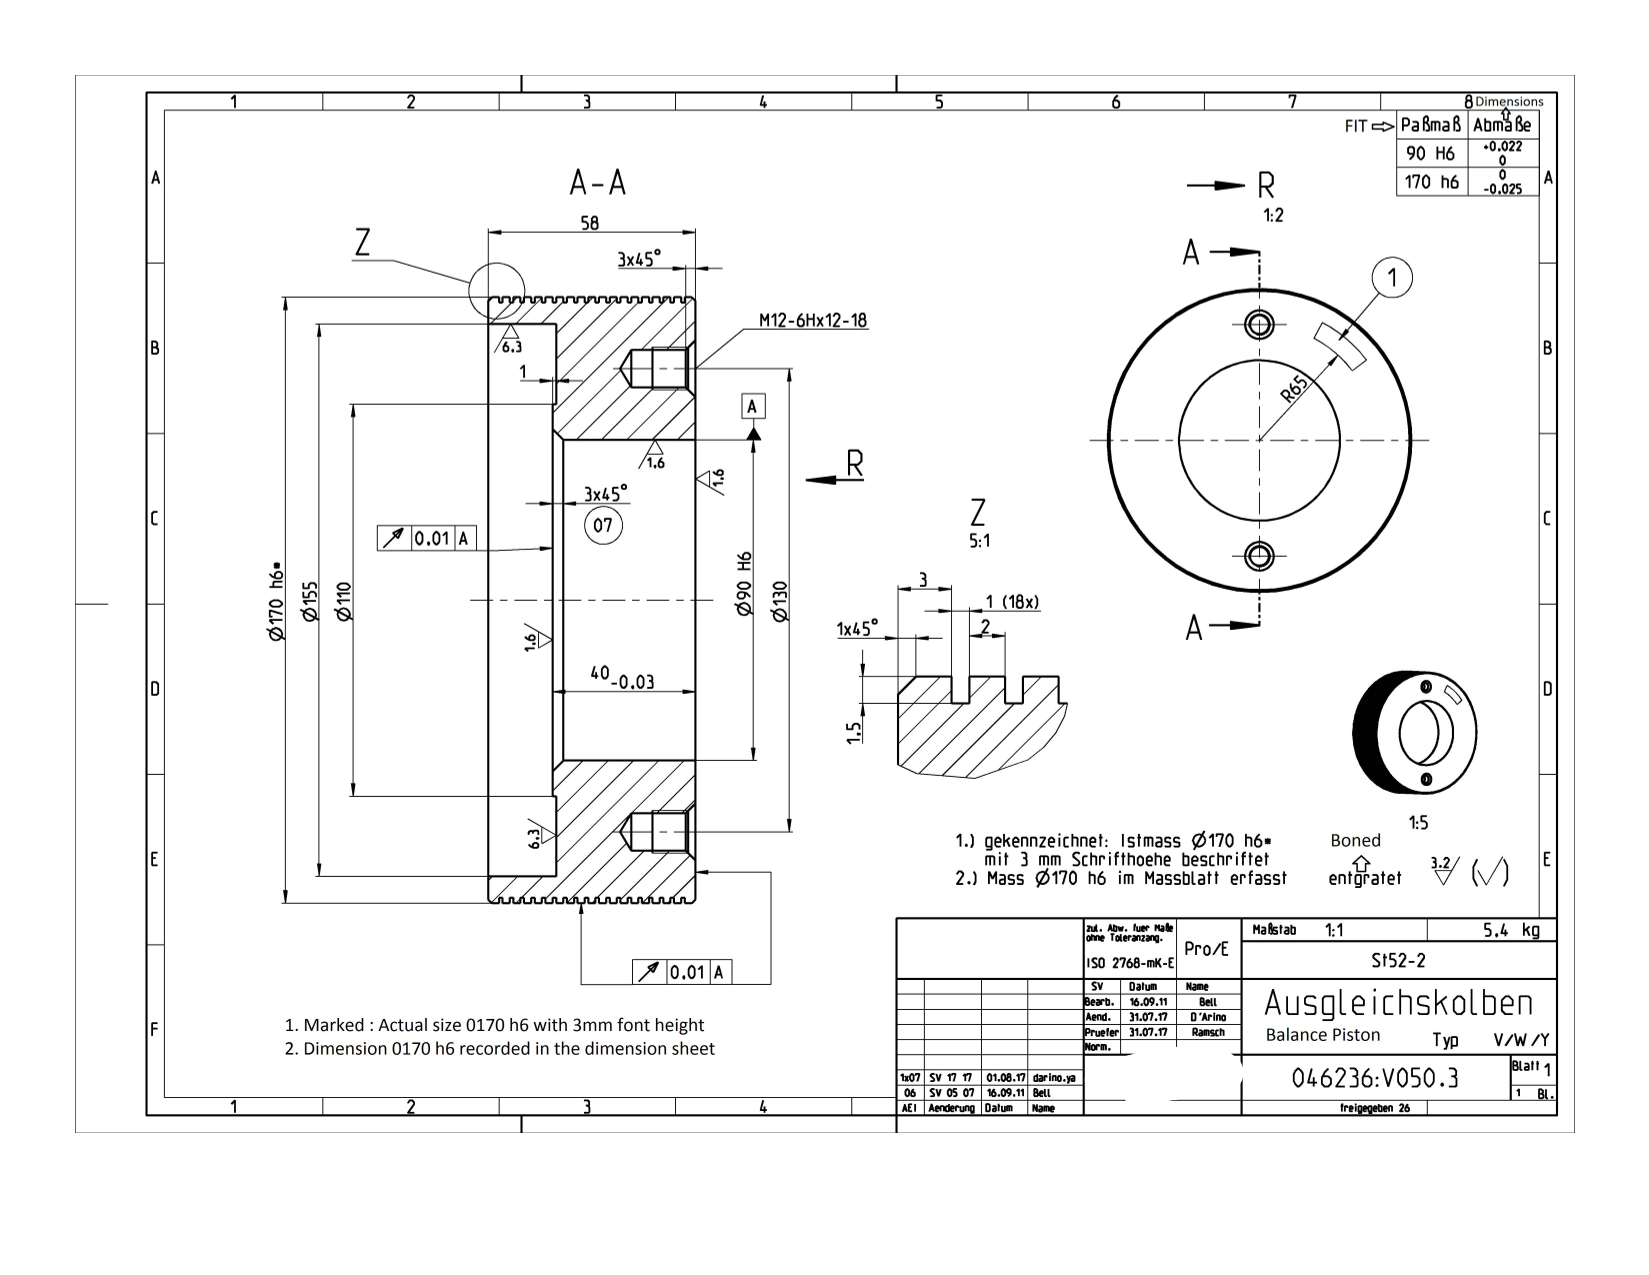 1 2 3 4 5 6 7 8
Dimensions
FIT
Paßmaß Abmaße
90 H6 +0.022 0
170 h6 0 -0.025
A
A
A-A
R
1:2
58
Z
A
3x45°
1
M12-6Hx12-18
B
B
6.3
1
R65
A
1.6
R
1.6
3x45°
07
C
C
Z
5:1
0.01 A
Ø170 h6*
Ø155
Ø110
Ø90 H6
Ø130
3
1 (18x)
2
1x45°
A
1.6
40 -0.03
D
D
1.5
1:5
6.3
1.) gekennzeichnet: Istmass Ø170 h6*
mit 3 mm Schrifthoehe beschriftet
2.) Mass Ø170 h6 im Massblatt erfasst
Boned
entgratet
3.2
E
E
0.01 A
zul. Abw. fuer Maße
ohne Toleranzang.
ISO 2768-mK-E
Pro/E
Maßstab 1:1
5.4 kg
St52-2
SV Datum Name
Bearb. 16.09.11 Bell
Aend. 31.07.17 D'Arino
Pruefer 31.07.17 Ramsch
Norm.
Ausgleichskolben
Balance Piston
Typ V/W/Y
F
1. Marked : Actual size 0170 h6 with 3mm font height
2. Dimension 0170 h6 recorded in the dimension sheet
046236:V050.3
Blatt 1
1 Bl.
1x07 SV 17 17 01.08.17 darino.ya
06 SV 05 07 16.09.11 Bell
AEI Aenderung Datum Name
freigegeben 26
1 2 3 4